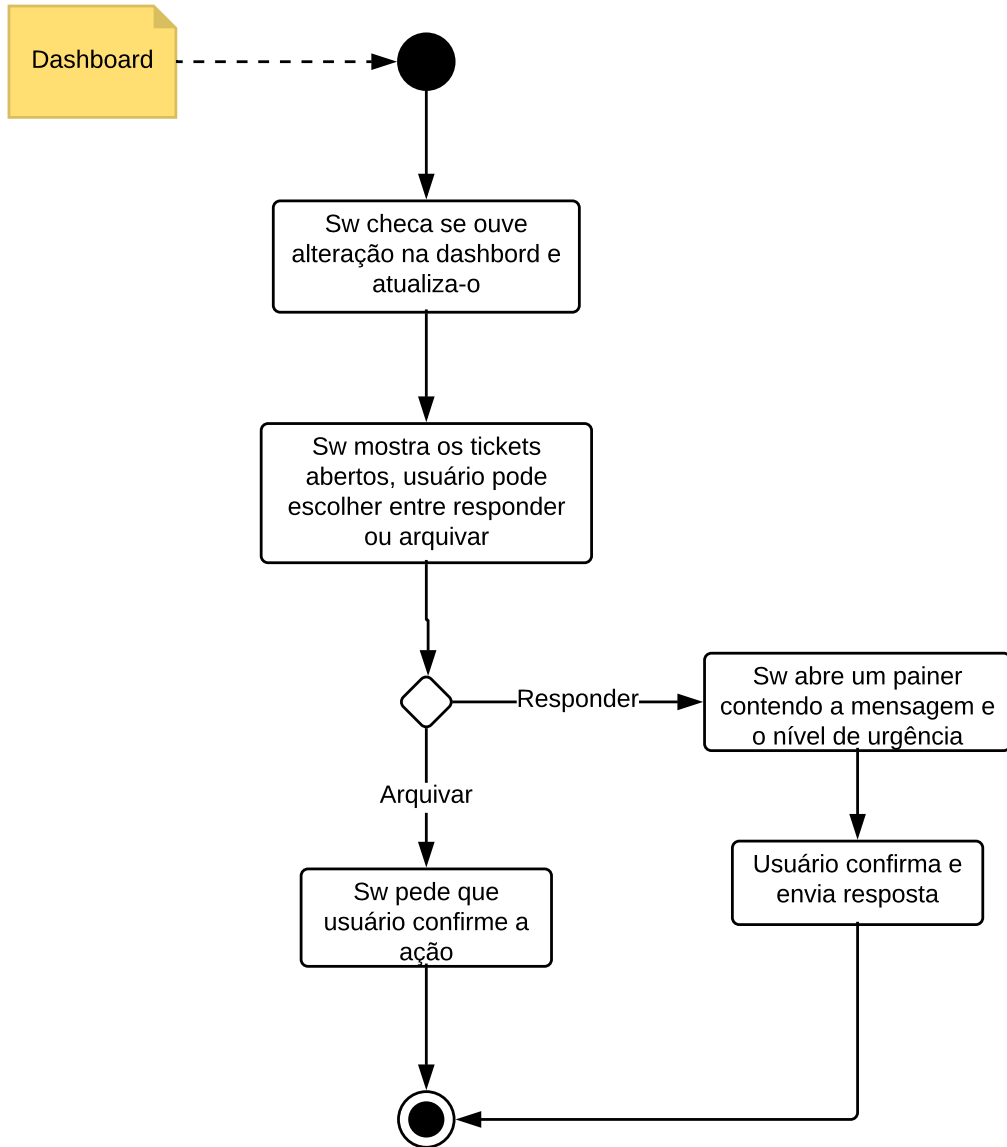 Dashboard
Sw checa se ouve
alteração na dashbord e
atualiza-o
Sw mostra os tickets
abertos, usuário pode
escolher entre responder
ou arquivar
Responder
Sw abre um painer
contendo a mensagem e
o nível de urgência
Arquivar
Usuário confirma e
envia resposta
Sw pede que
usuário confirme a
ação